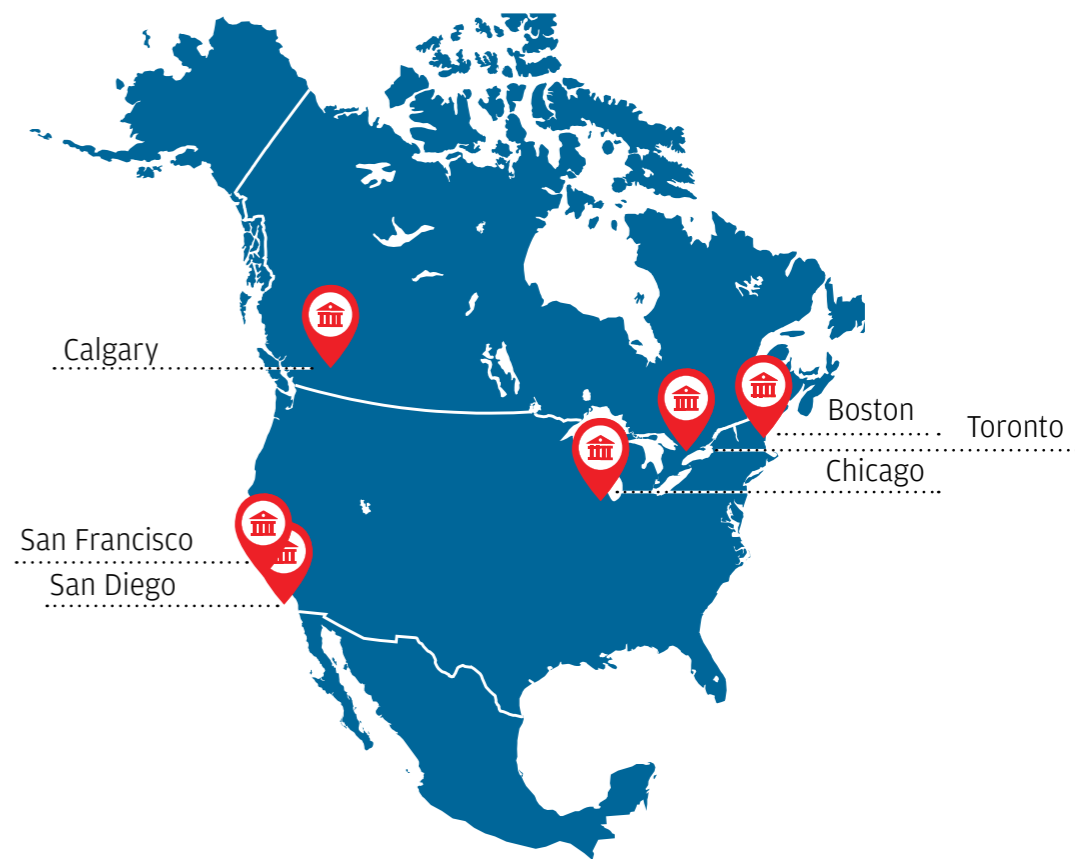 Calgary
Boston
Toronto
Chicago
San Francisco
San Diego